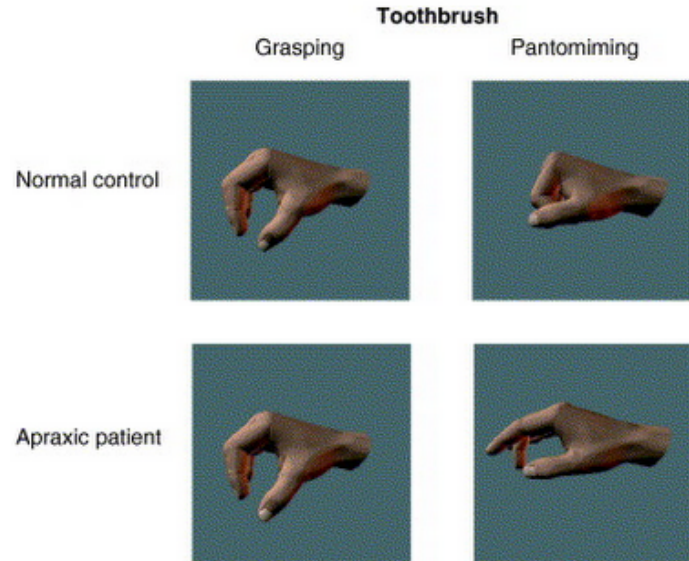 Toothbrush
Grasping Pantomiming
Normal control
Apraxic patient